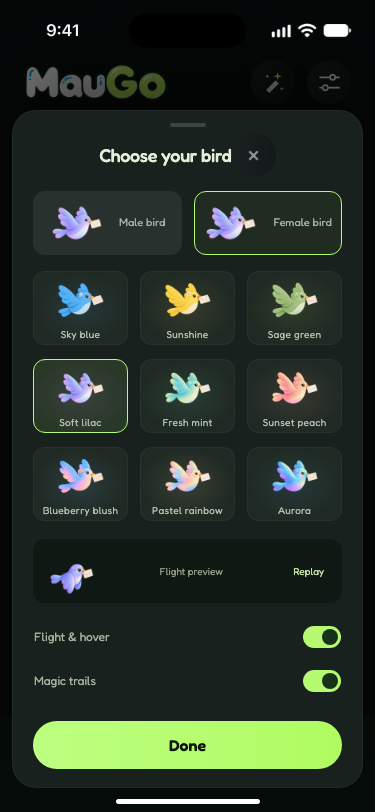 9:41
MauGo
Choose your bird
Male bird
Female bird
Sky blue
Sunshine
Sage green
Soft lilac
Fresh mint
Sunset peach
Blueberry blush
Pastel rainbow
Aurora
Flight preview
Replay
Flight & hover
Magic trails
Done